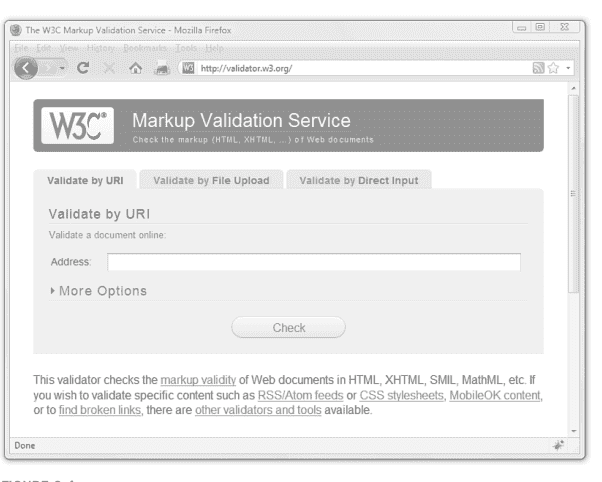 The W3C Markup Validation Service - Mozilla Firefox
File Edit View History Bookmarks Tools Help
W3 http://validator.w3.org/
W3C® Markup Validation Service
Check the markup (HTML, XHTML, ...) of Web documents
Validate by URI Validate by File Upload Validate by Direct Input
Validate by URI
Validate a document online:
Address:
More Options
Check
This validator checks the markup validity of Web documents in HTML, XHTML, SMIL, MathML, etc. If
you wish to validate specific content such as RSS/Atom feeds or CSS stylesheets, MobileOK content,
or to find broken links, there are other validators and tools available.
Done